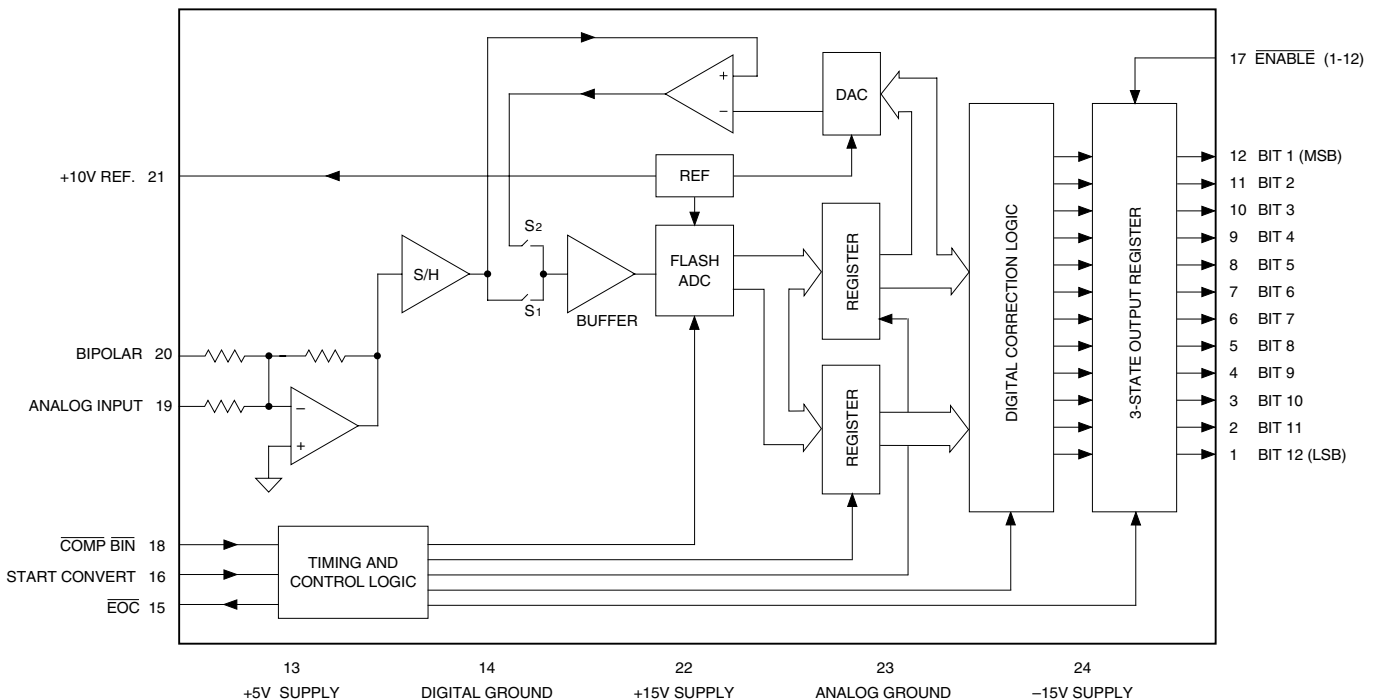 17 ENABLE (1-12)
+
−
DAC
12 BIT 1 (MSB)
+10V REF. 21
REF
11 BIT 2
10 BIT 3
S2
9 BIT 4
S/H
FLASH
ADC
REGISTER
DIGITAL CORRECTION LOGIC
3-STATE OUTPUT REGISTER
8 BIT 5
7 BIT 6
S1
BUFFER
6 BIT 7
BIPOLAR 20
5 BIT 8
4 BIT 9
ANALOG INPUT 19
−
+
REGISTER
3 BIT 10
2 BIT 11
1 BIT 12 (LSB)
COMP BIN 18
START CONVERT 16
EOC 15
TIMING AND
CONTROL LOGIC
13
+5V SUPPLY
14
DIGITAL GROUND
22
+15V SUPPLY
23
ANALOG GROUND
24
–15V SUPPLY